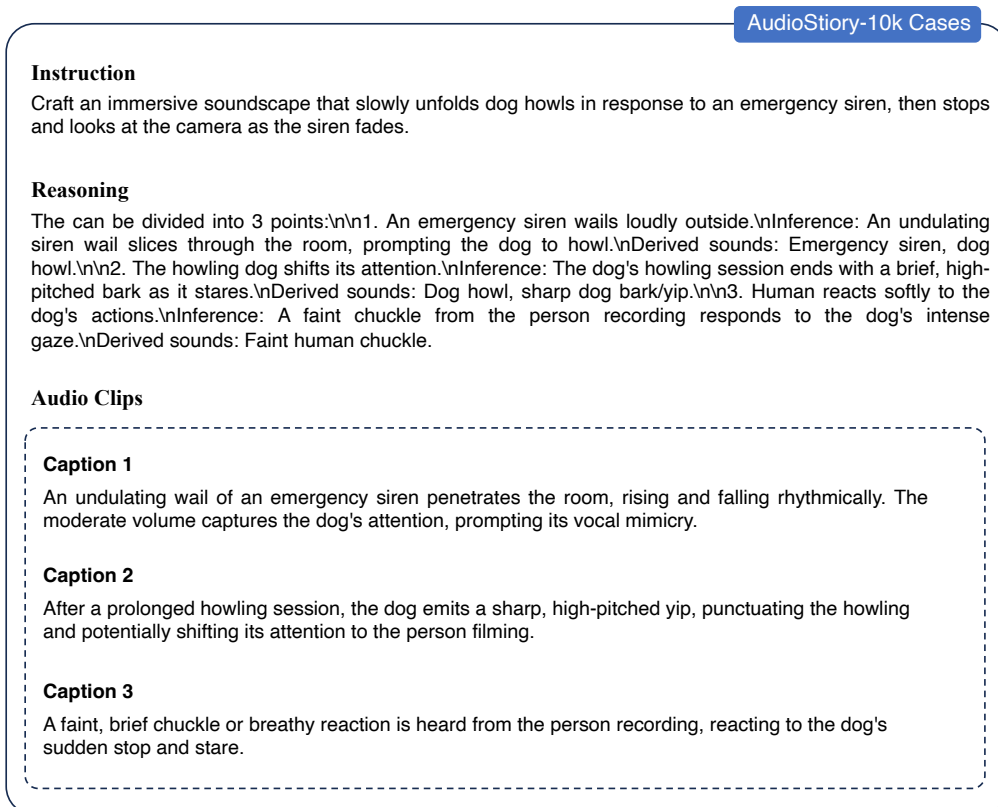 AudioStiory-10k Cases
Instruction
Craft an immersive soundscape that slowly unfolds dog howls in response to an emergency siren, then stops
and looks at the camera as the siren fades.
Reasoning
The can be divided into 3 points:\n\n1. An emergency siren wails loudly outside.\nInference: An undulating
siren wail slices through the room, prompting the dog to howl.\nDerived sounds: Emergency siren, dog
howl.\n\n2. The howling dog shifts its attention.\nInference: The dog's howling session ends with a brief, high-
pitched bark as it stares.\nDerived sounds: Dog howl, sharp dog bark/yip.\n\n3. Human reacts softly to the
dog's actions.\nInference: A faint chuckle from the person recording responds to the dog's intense
gaze.\nDerived sounds: Faint human chuckle.
Audio Clips
Caption 1
An undulating wail of an emergency siren penetrates the room, rising and falling rhythmically. The
moderate volume captures the dog's attention, prompting its vocal mimicry.
Caption 2
After a prolonged howling session, the dog emits a sharp, high-pitched yip, punctuating the howling
and potentially shifting its attention to the person filming.
Caption 3
A faint, brief chuckle or breathy reaction is heard from the person recording, reacting to the dog's
sudden stop and stare.